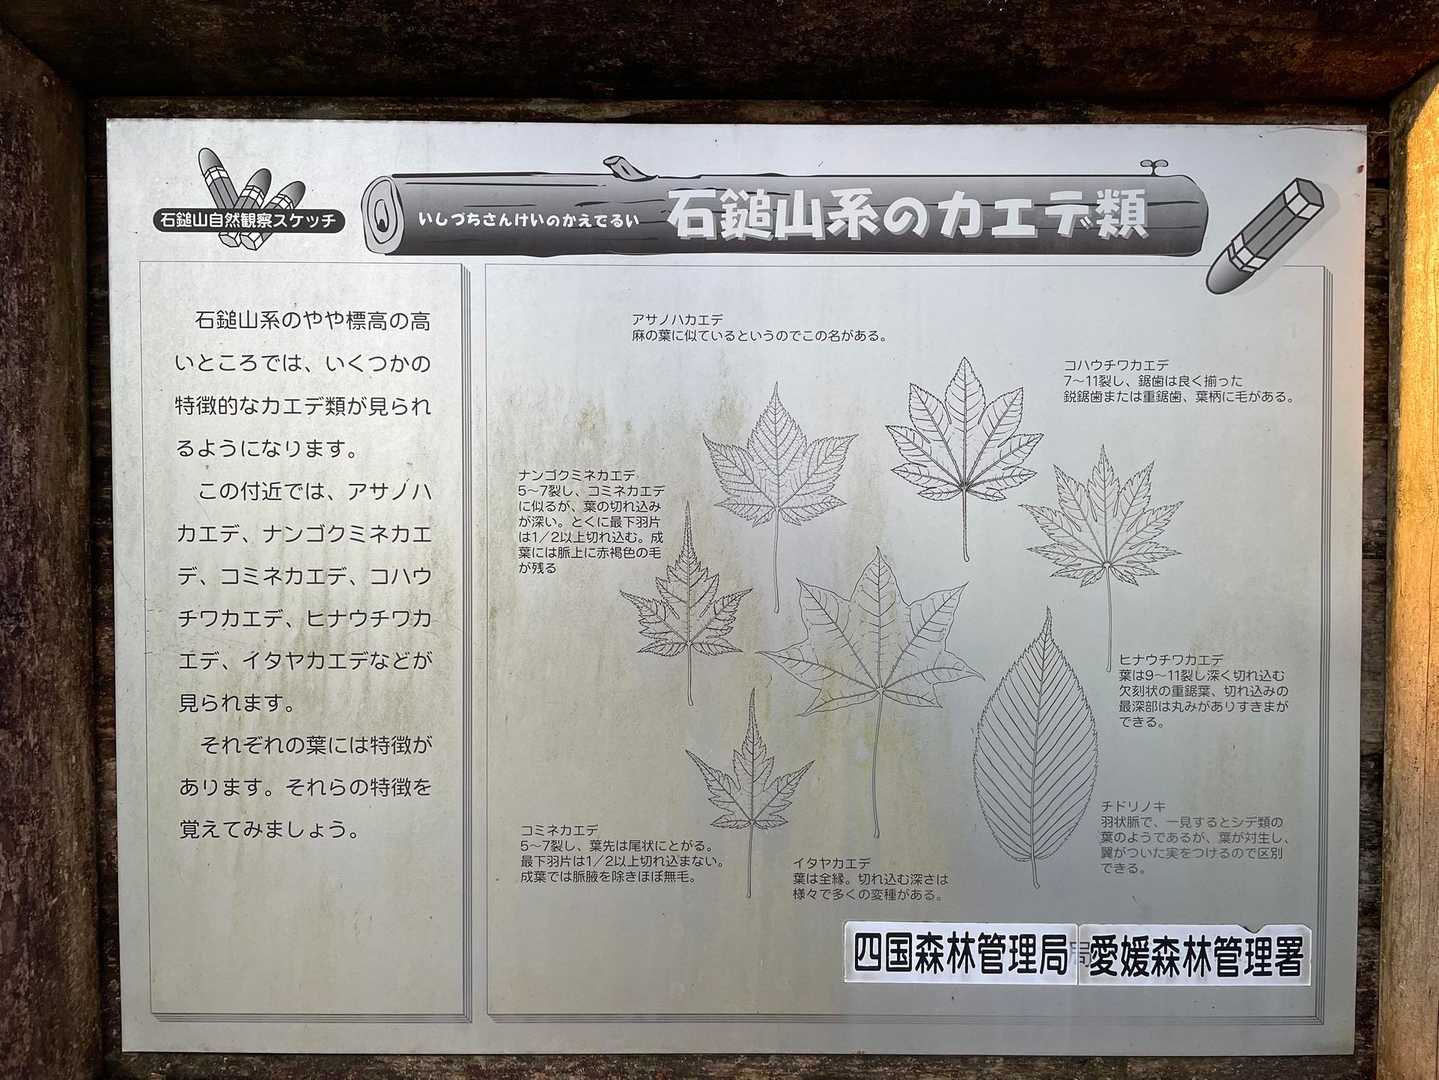 石鎚山自然観察スケッチ
いしづちさんけいのかえでるい
石鎚山系のカエデ類
石鎚山系のやや標高の高
いところでは、いくつかの
特徴的なカエデ類が見られ
るようになります。
この付近では、アサノハ
カエデ、ナンゴクミネカエ
デ、コミネカエデ、コハウ
チワカエデ、ヒナウチワカ
エデ、イタヤカエデなどが
見られます。
それぞれの葉には特徴が
あります。それらの特徴を
覚えてみましょう。
アサノハカエデ
麻の葉に似ているというのでこの名がある。
コハウチワカエデ
7〜11裂し、鋸歯は良く揃った
鋭鋸歯または重鋸歯、葉柄に毛がある。
ナンゴクミネカエデ
5〜7裂し、コミネカエデ
に似るが、葉の切れ込み
が深い。とくに最下羽片
は1/2以上切れ込む。成
葉には脈上に赤褐色の毛
が残る
ヒナウチワカエデ
葉は9〜11裂し深く切れ込む
欠刻状の重鋸葉、切れ込みの
最深部は丸みがありすきまが
できる。
チドリノキ
羽状脈で、一見するとシデ類の
葉のようであるが、葉が対生し、
翼がついた実をつけるので区別
できる。
コミネカエデ
5〜7裂し、葉先は尾状にとがる。
最下羽片は1/2以上切れ込まない。
成葉では脈腋を除きほぼ無毛。
イタヤカエデ
葉は全縁。切れ込む深さは
様々で多くの変種がある。
四国森林管理局 愛媛森林管理署